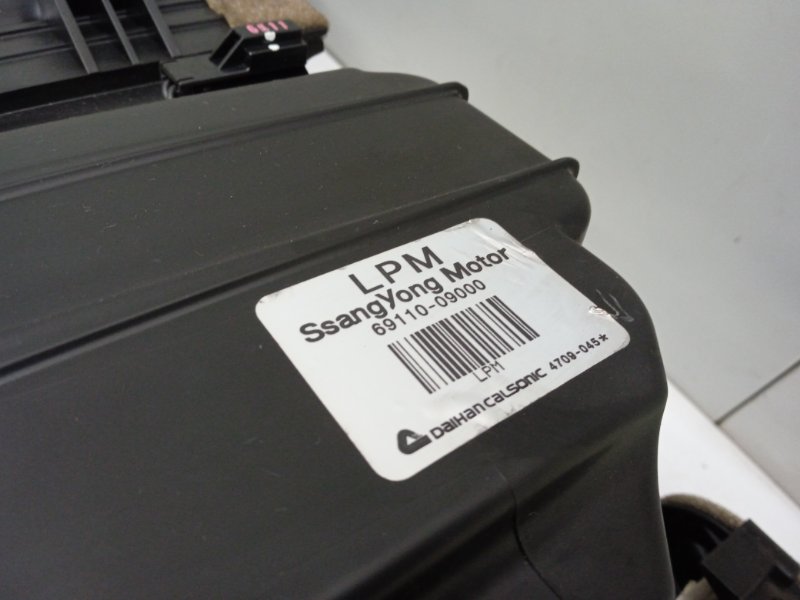 LPM
SsangYong Motor
69110-09000
LPM
DAIHAN CALSONIC 4709-045*